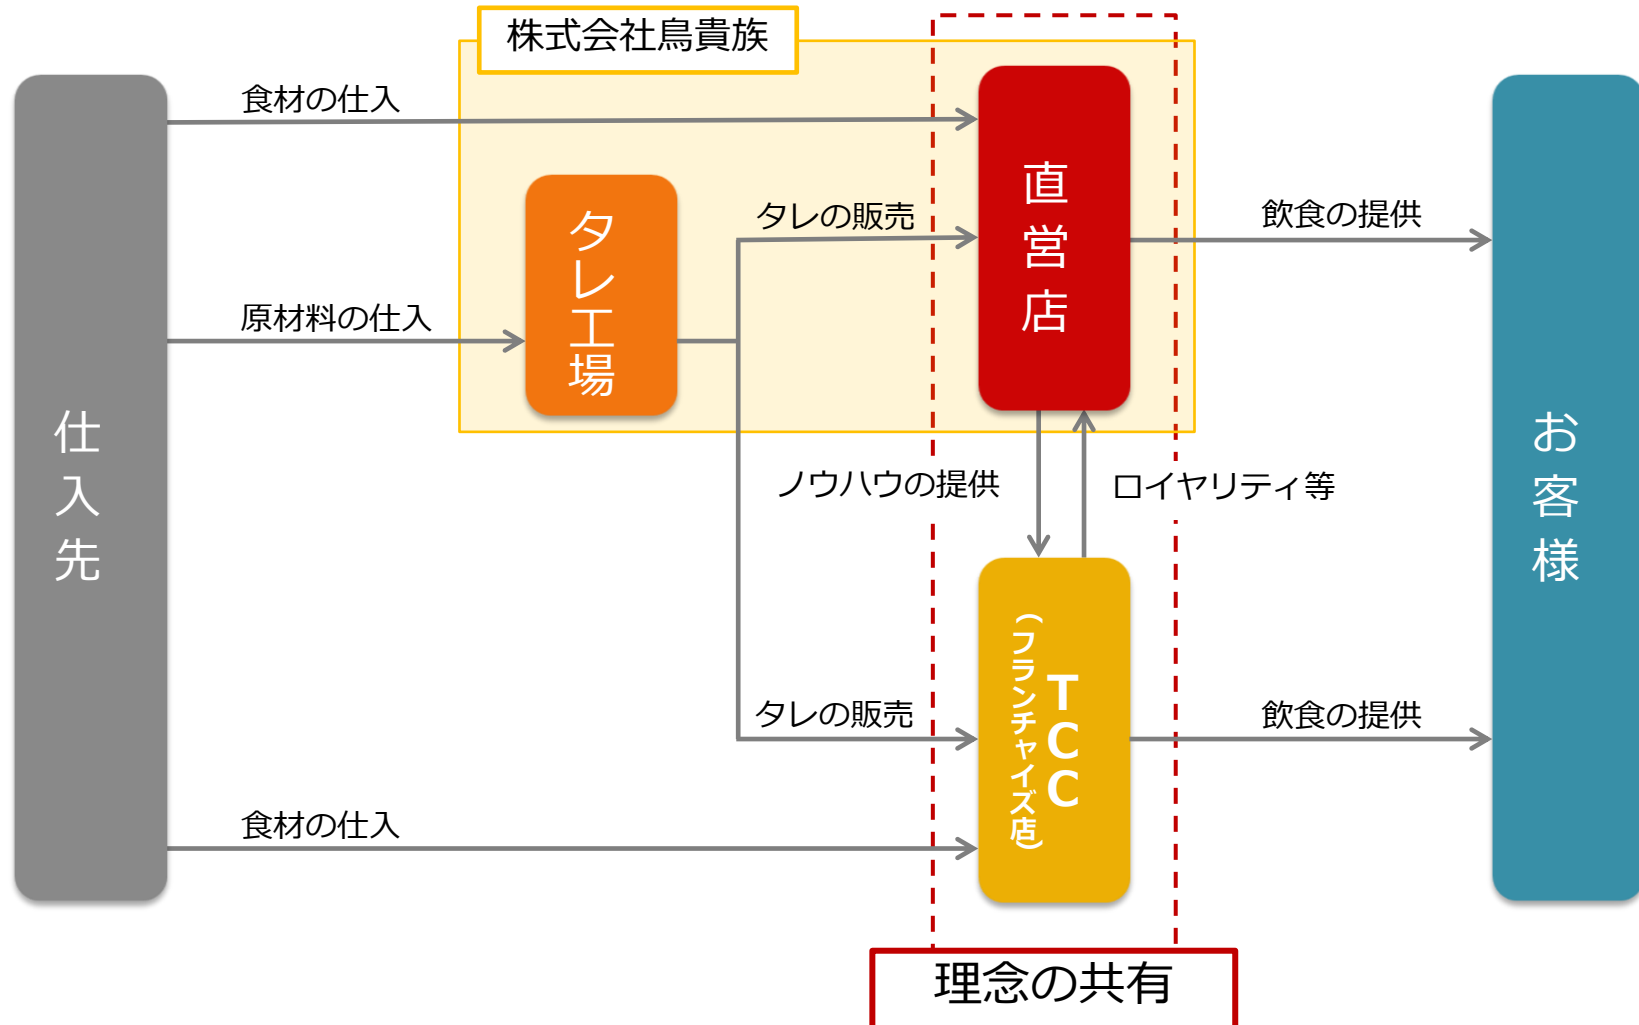 株式会社鳥貴族
食材の仕入
原材料の仕入
食材の仕入
仕入先
タレ工場
タレの販売
タレの販売
直営店
ノウハウの提供
ロイヤリティ等
TCC
(フランチャイズ店)
飲食の提供
飲食の提供
お客様
理念の共有